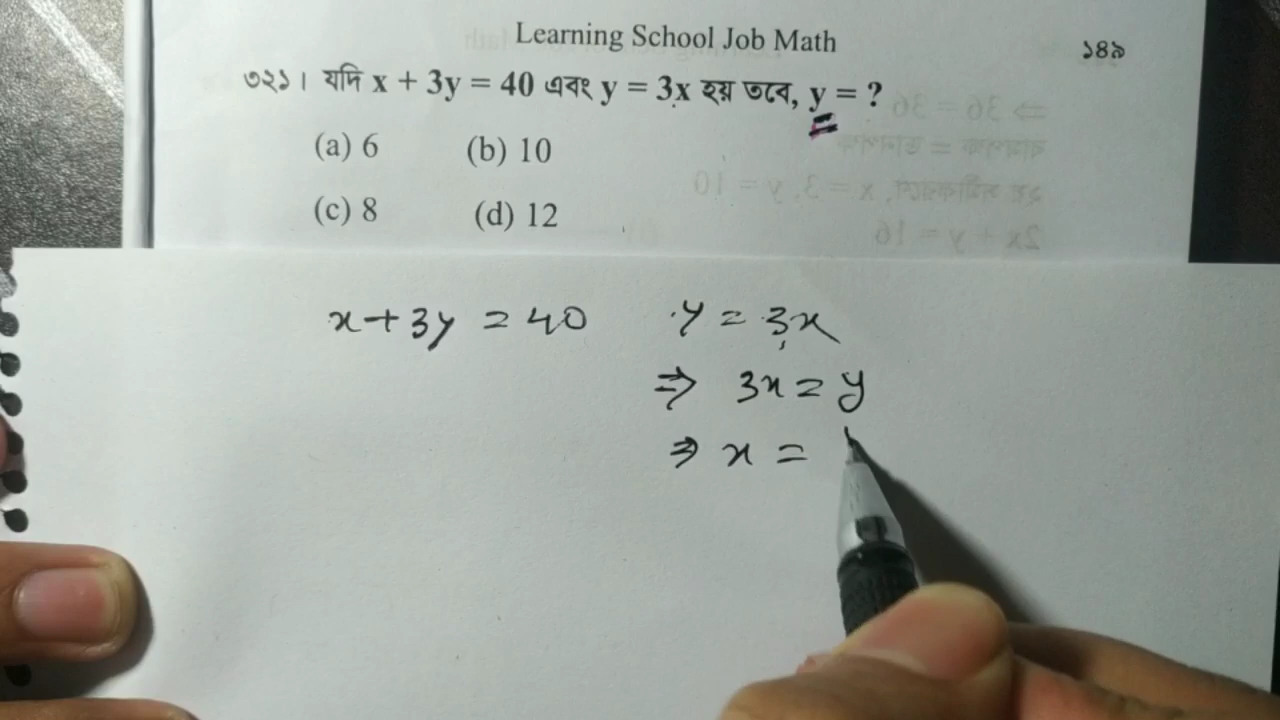 Learning School Job Math
১৪৯
৩২১। যদি x + 3y = 40 এবং y = 3x হয় তবে, y = ?
(a) 6 (b) 10
(c) 8 (d) 12
x + 3y = 40 y = 3x
⇒ 3x = y
⇒ x =